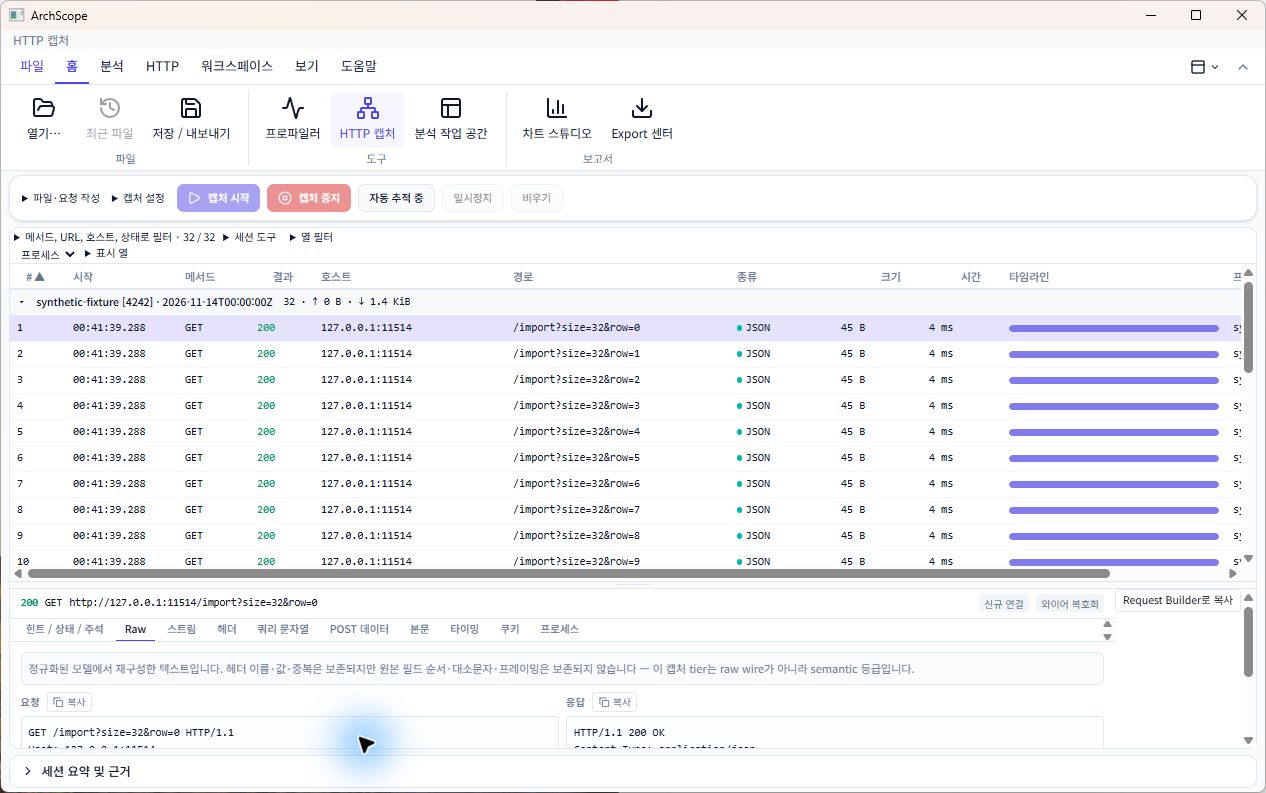 ArchScope
HTTP 캡처
파일 홈 분석 HTTP 워크스페이스 보기 도움말
열기… 최근 파일 저장 / 내보내기 프로파일러 HTTP 캡처 분석 작업 공간 차트 스튜디오 Export 센터
파일 도구 보고서
▶ 파일·요청 작성 ▶ 캡처 설정 캡처 시작 캡처 중지 자동 추적 중 일시정지 비우기
▶ 메서드, URL, 호스트, 상태로 필터 · 32 / 32 ▶ 세션 도구 ▶ 열 필터
프로세스 ▶ 표시 열
# ▲ 시작 메서드 결과 호스트 경로 종류 크기 시간 타임라인
synthetic-fixture [4242] · 2026-11-14T00:00:00Z 32 · ↑ 0 B · ↓ 1.4 KiB
1 00:41:39.288 GET 200 127.0.0.1:11514 /import?size=32&row=0 JSON 45 B 4 ms
2 00:41:39.288 GET 200 127.0.0.1:11514 /import?size=32&row=1 JSON 45 B 4 ms
3 00:41:39.288 GET 200 127.0.0.1:11514 /import?size=32&row=2 JSON 45 B 4 ms
4 00:41:39.288 GET 200 127.0.0.1:11514 /import?size=32&row=3 JSON 45 B 4 ms
5 00:41:39.288 GET 200 127.0.0.1:11514 /import?size=32&row=4 JSON 45 B 4 ms
6 00:41:39.288 GET 200 127.0.0.1:11514 /import?size=32&row=5 JSON 45 B 4 ms
7 00:41:39.288 GET 200 127.0.0.1:11514 /import?size=32&row=6 JSON 45 B 4 ms
8 00:41:39.288 GET 200 127.0.0.1:11514 /import?size=32&row=7 JSON 45 B 4 ms
9 00:41:39.288 GET 200 127.0.0.1:11514 /import?size=32&row=8 JSON 45 B 4 ms
10 00:41:39.288 GET 200 127.0.0.1:11514 /import?size=32&row=9 JSON 45 B 4 ms
200 GET http://127.0.0.1:11514/import?size=32&row=0 신규 연결 와이어 복호화 Request Builder로 복사
힌트 / 상태 / 주석 Raw 스트림 헤더 쿼리 문자열 POST 데이터 본문 타이밍 쿠키 프로세스
정규화된 모델에서 재구성한 텍스트입니다. 헤더 이름·값·중복은 보존되지만 원본 필드 순서·대소문자·프레이밍은 보존되지 않습니다 — 이 캡처 tier는 raw wire가 아니라 semantic 등급입니다.
요청 복사 응답 복사
GET /import?size=32&row=0 HTTP/1.1 HTTP/1.1 200 OK
세션 요약 및 근거